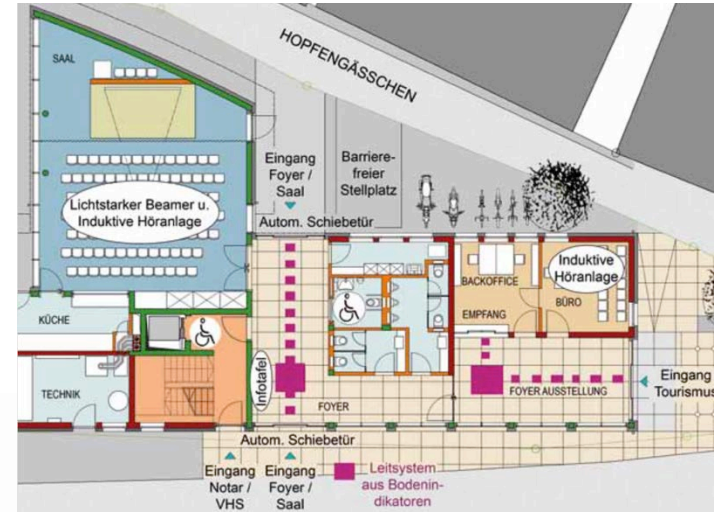 HOPFENGÄSSCHEN
SAAL
Eingang
Foyer /
Saal
Barriere-
freier
Stellplatz
Lichtstarker Beamer u.
Induktive Höranlage
Autom. Schiebetür
Induktive
Höranlage
BACKOFFICE
BÜRO
EMPFANG
KÜCHE
Infotafel
TECHNIK
FOYER
FOYER AUSSTELLUNG
Eingang
Tourismus
Autom. Schiebetür
Eingang
Notar /
VHS
Eingang
Foyer /
Saal
Leitsystem
aus Bodenin-
dikatoren